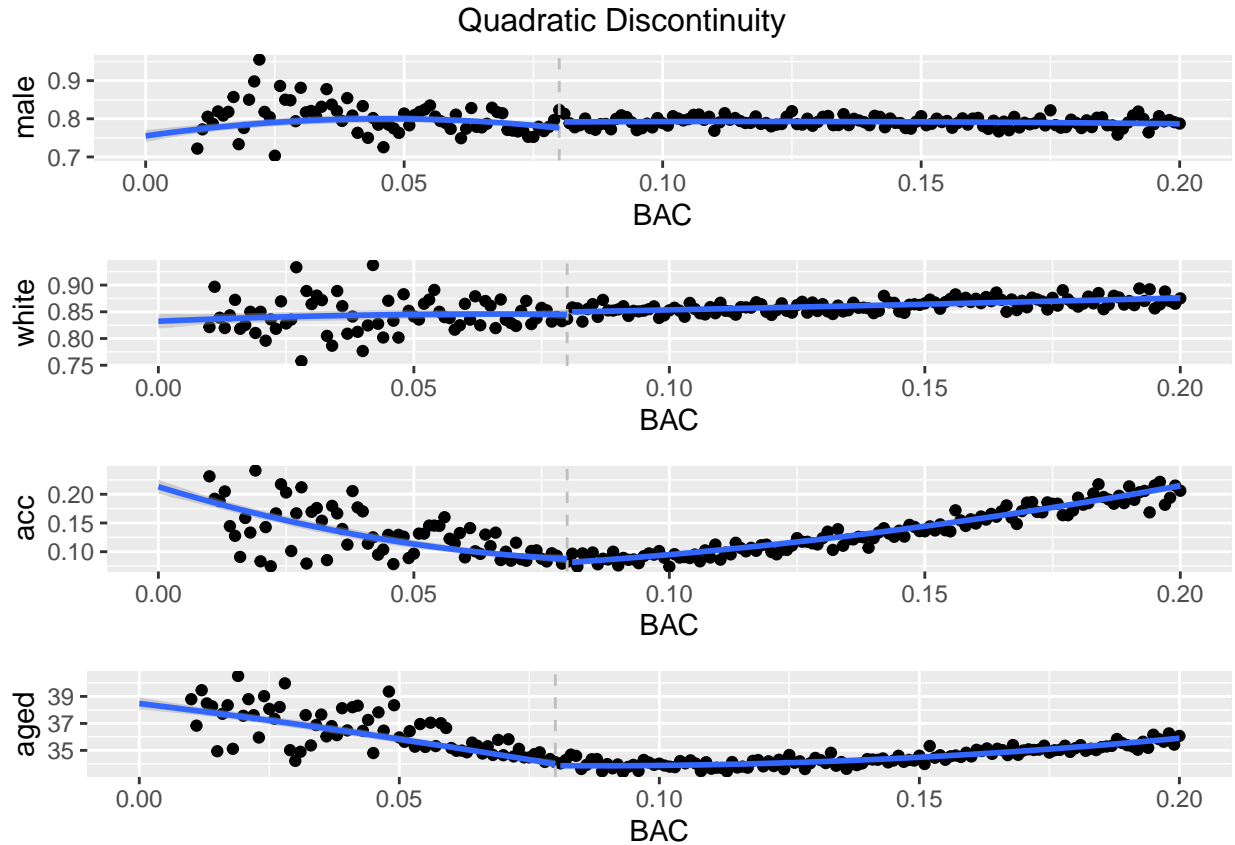 Quadratic Discontinuity
male
0.9
0.8
0.7
0.00 0.05 0.10 0.15 0.20
BAC
white
0.90
0.85
0.80
0.75
0.00 0.05 0.10 0.15 0.20
BAC
acc
0.20
0.15
0.10
0.00 0.05 0.10 0.15 0.20
BAC
aged
39
37
35
0.00 0.05 0.10 0.15 0.20
BAC